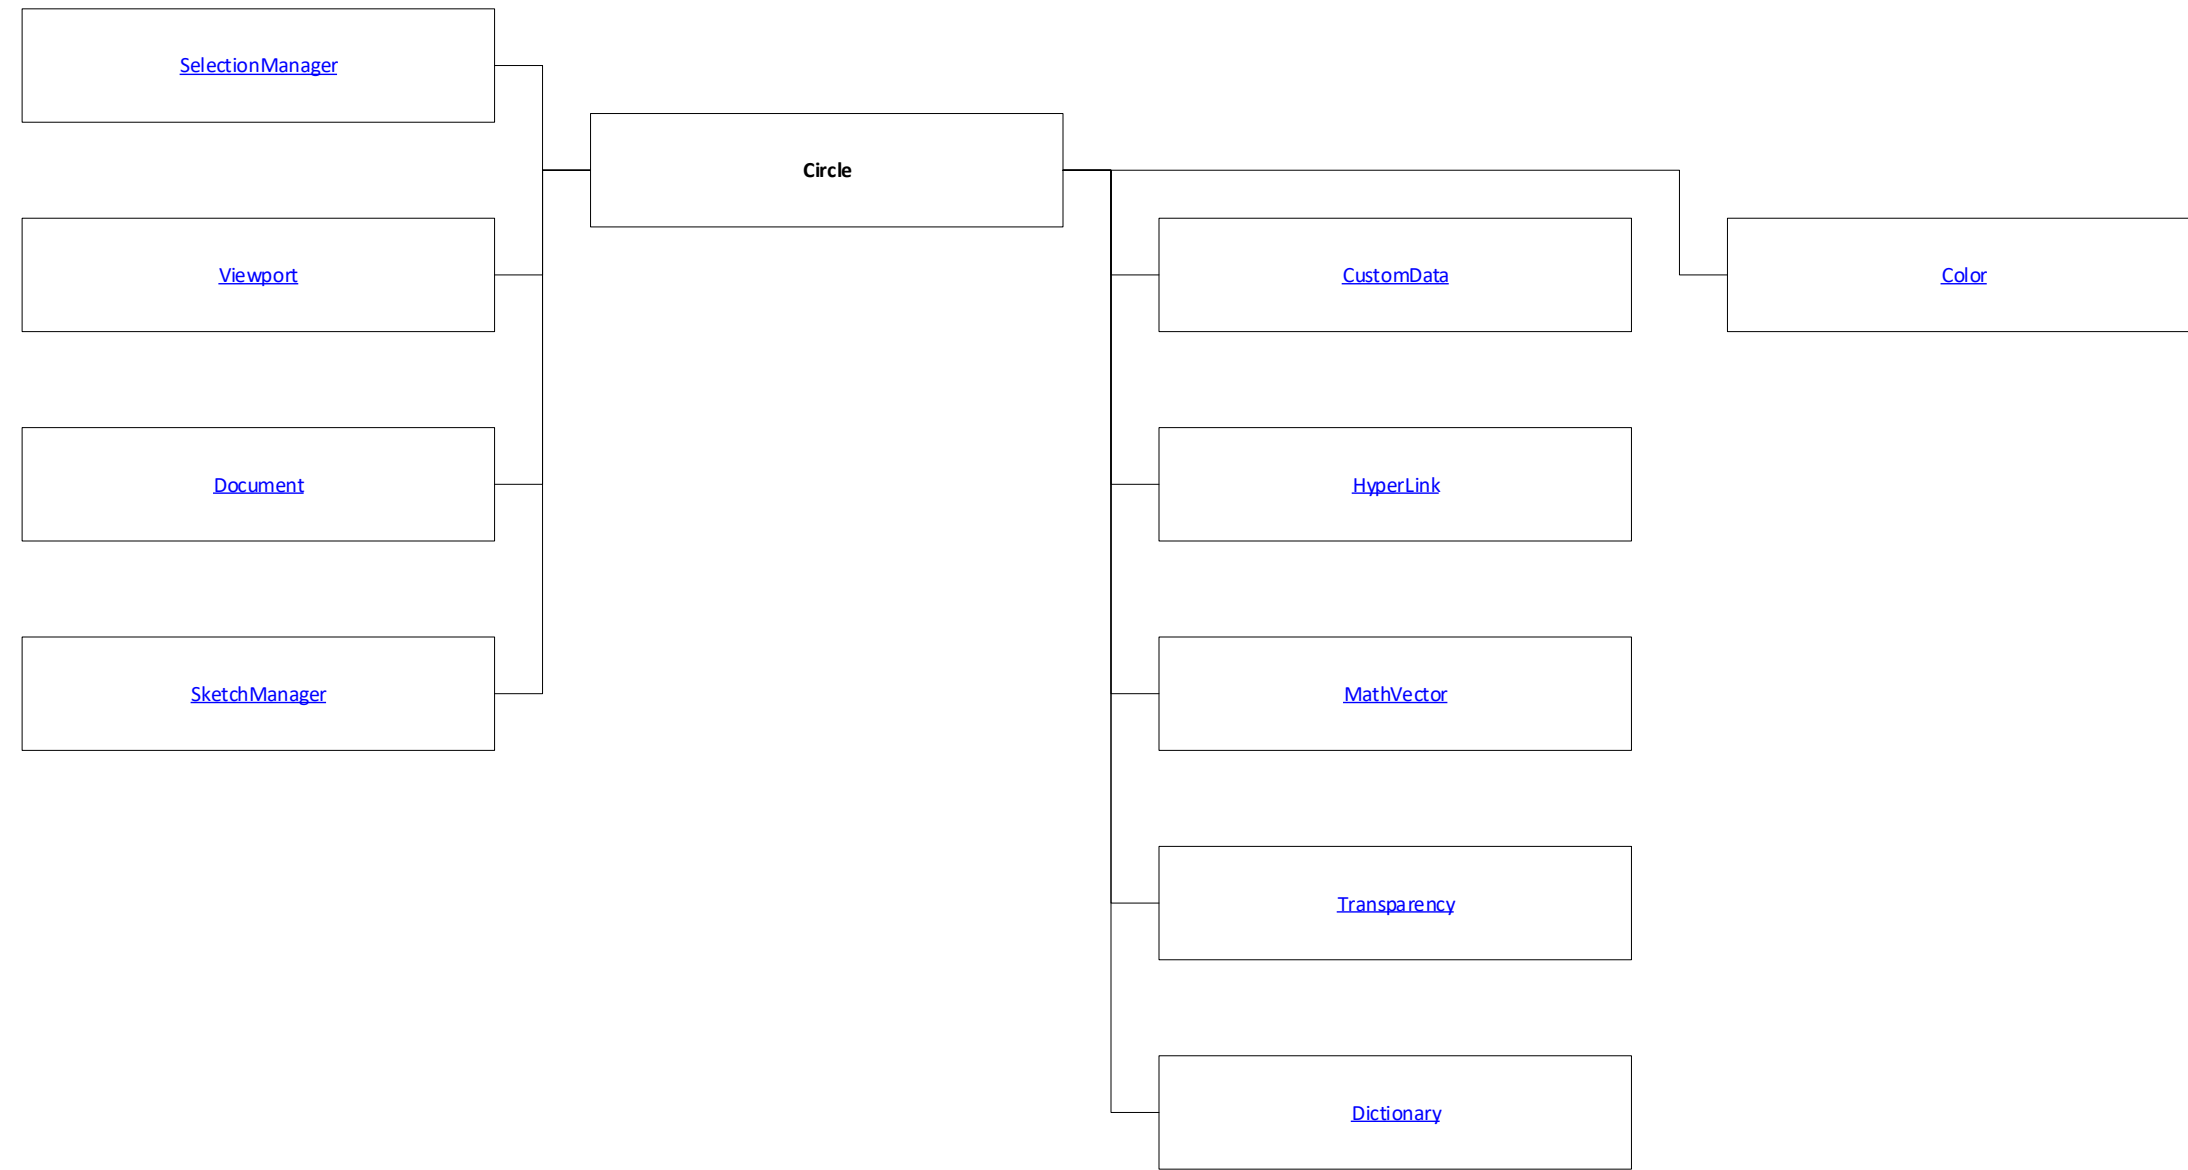 SelectionManager
Circle
Viewport
CustomData
Color
Document
HyperLink
SketchManager
MathVector
Transparency
Dictionary